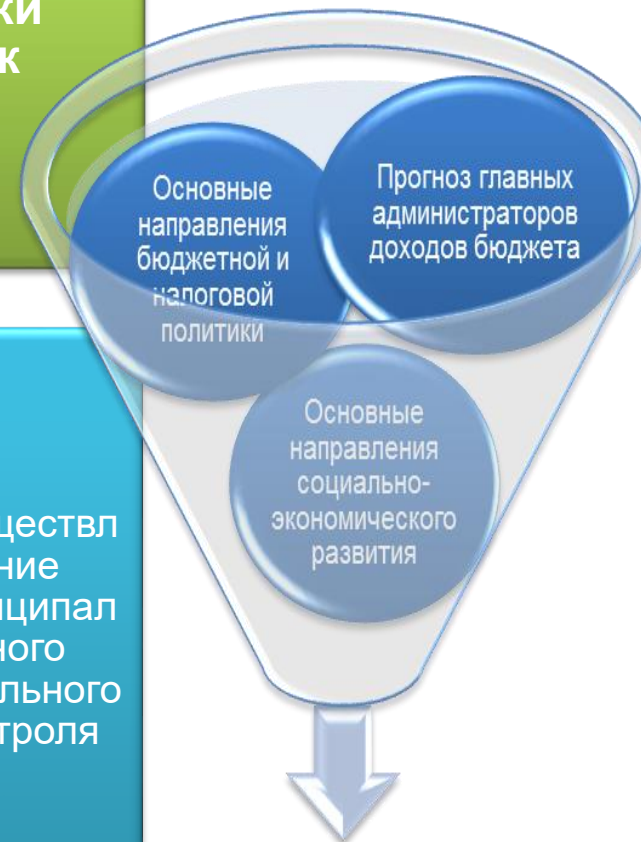 ки
к
Основные
направления
бюджетной и
налоговой
политики
Прогноз главных
администраторов
доходов бюджета
Основные
направления
социально-
экономического
развития
ществл
ние
иципал
ного
льного
троля